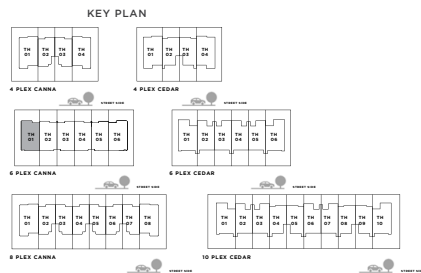 KEY PLAN
TH 01 TH 02 TH 03 TH 04
TH 01 TH 02 TH 03 TH 04
4 PLEX CANNA
4 PLEX CEDAR
STREET SIDE
STREET SIDE
TH 01 TH 02 TH 03 TH 04 TH 05 TH 06
TH 01 TH 02 TH 03 TH 04 TH 05 TH 06
6 PLEX CANNA
6 PLEX CEDAR
STREET SIDE
STREET SIDE
TH 01 TH 02 TH 03 TH 04 TH 05 TH 06 TH 07 TH 08
TH 01 TH 02 TH 03 TH 04 TH 05 TH 06 TH 07 TH 08 TH 09 TH 10
8 PLEX CANNA
10 PLEX CEDAR
STREET SIDE
STREET SIDE